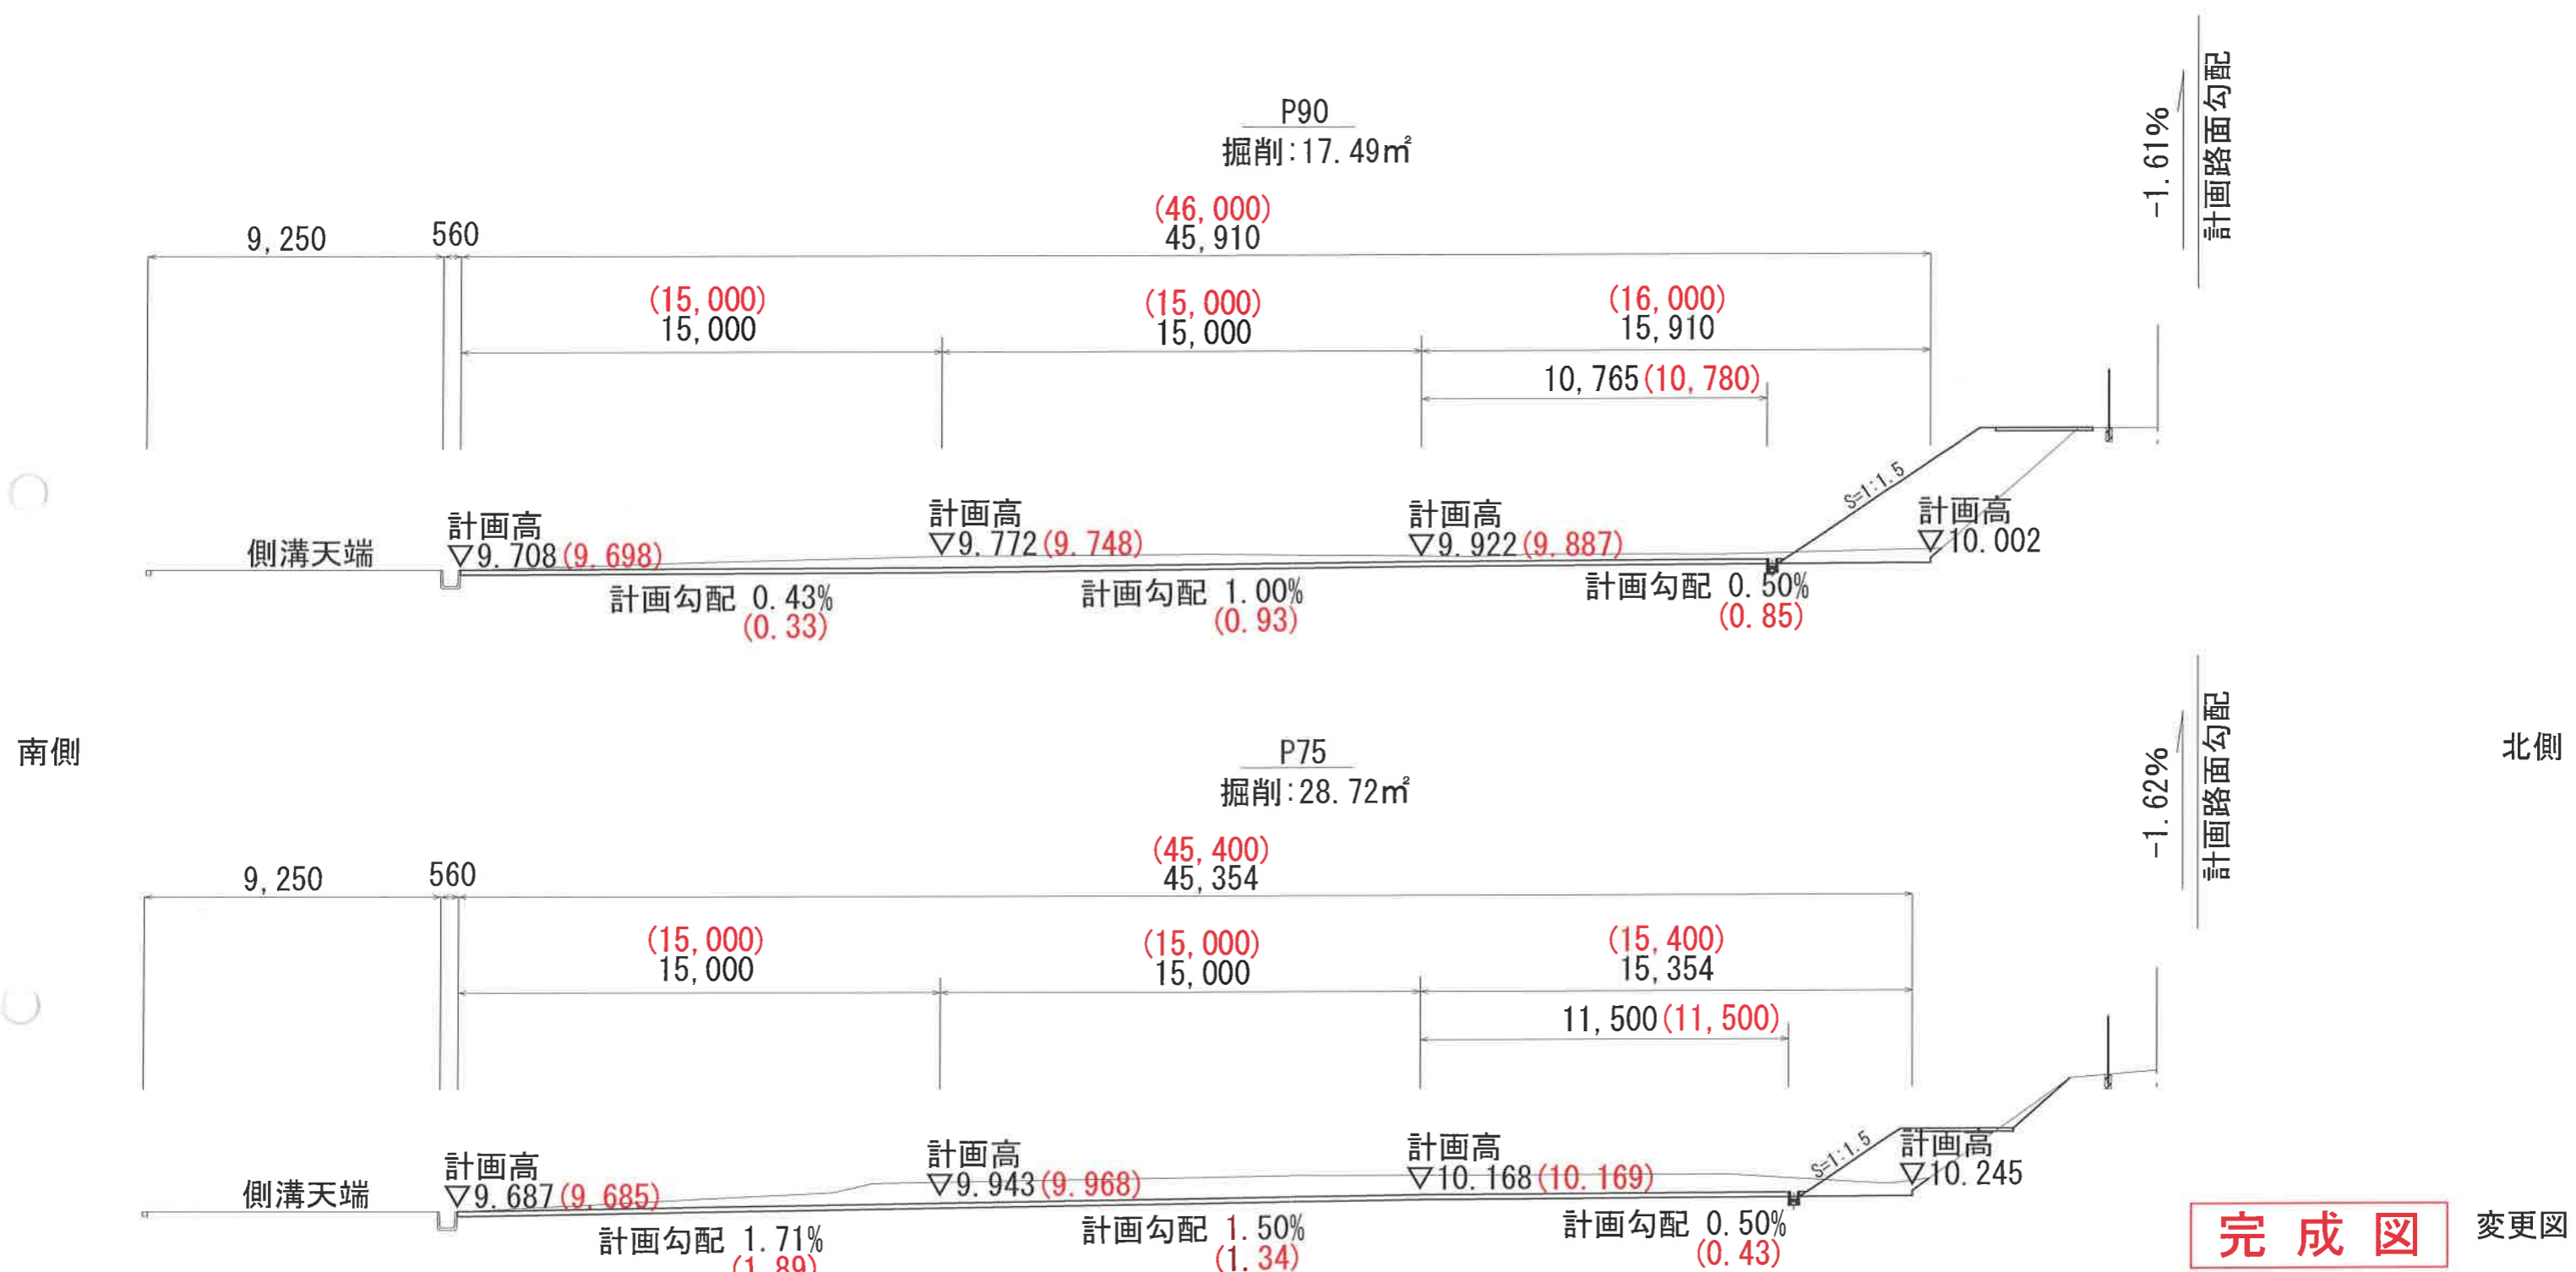 P90
掘削:17.49㎡
-1.61%
計画路面勾配
(46,000)
9,250 560 45,910
(15,000) (15,000) (16,000)
15,000 15,000 15,910
10,765(10,780)
S=1:1.5
計画高 計画高 計画高 計画高
側溝天端 ▽9.708(9.698) ▽9.772(9.748) ▽9.922(9.887) ▽10.002
計画勾配 0.43% 計画勾配 1.00% 計画勾配 0.50%
(0.33) (0.93) (0.85)
南側
北側
P75
掘削:28.72㎡
-1.62%
計画路面勾配
(45,400)
9,250 560 45,354
(15,000) (15,000) (15,400)
15,000 15,000 15,354
11,500(11,500)
S=1:1.5
計画高 計画高 計画高 計画高
側溝天端 ▽9.687(9.685) ▽9.943(9.968) ▽10.168(10.169) ▽10.245
計画勾配 1.71% 計画勾配 1.50% 計画勾配 0.50%
(1.89) (1.34) (0.43)
完成図
変更図